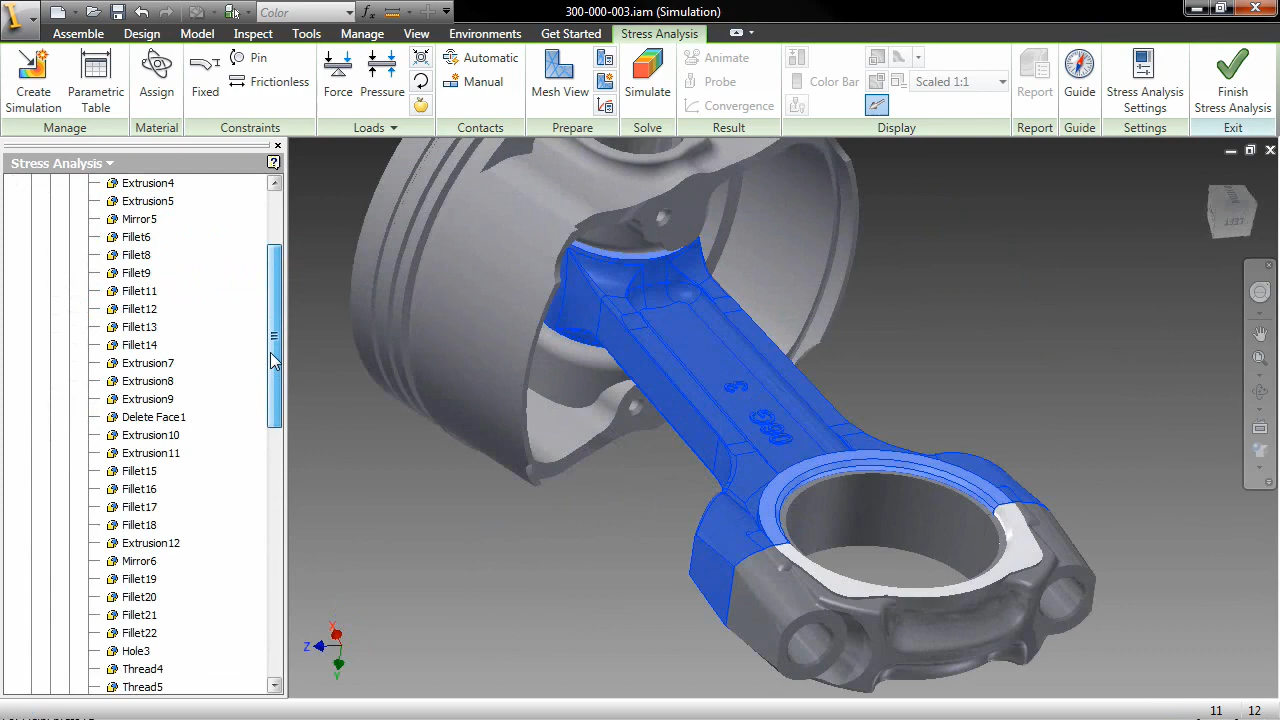 Color
300-000-003.iam (Simulation)
Assemble Design Model Inspect Tools Manage View Environments Get Started Stress Analysis
Create Simulation
Parametric Table
Assign
Fixed
Pin
Frictionless
Force
Pressure
Automatic
Manual
Mesh View
Simulate
Animate
Probe
Convergence
Color Bar
Scaled 1:1
Report
Guide
Stress Analysis Settings
Finish Stress Analysis
Manage Material Constraints Loads Contacts Prepare Solve Result Display Report Guide Settings Exit
Stress Analysis
Extrusion4
Extrusion5
Mirror5
Fillet6
Fillet8
Fillet9
Fillet11
Fillet12
Fillet13
Fillet14
Extrusion7
Extrusion8
Extrusion9
Delete Face1
Extrusion10
Extrusion11
Fillet15
Fillet16
Fillet17
Fillet18
Extrusion12
Mirror6
Fillet19
Fillet20
Fillet21
Fillet22
Hole3
Thread4
Thread5
LEFT
X
Z
Y
11 12